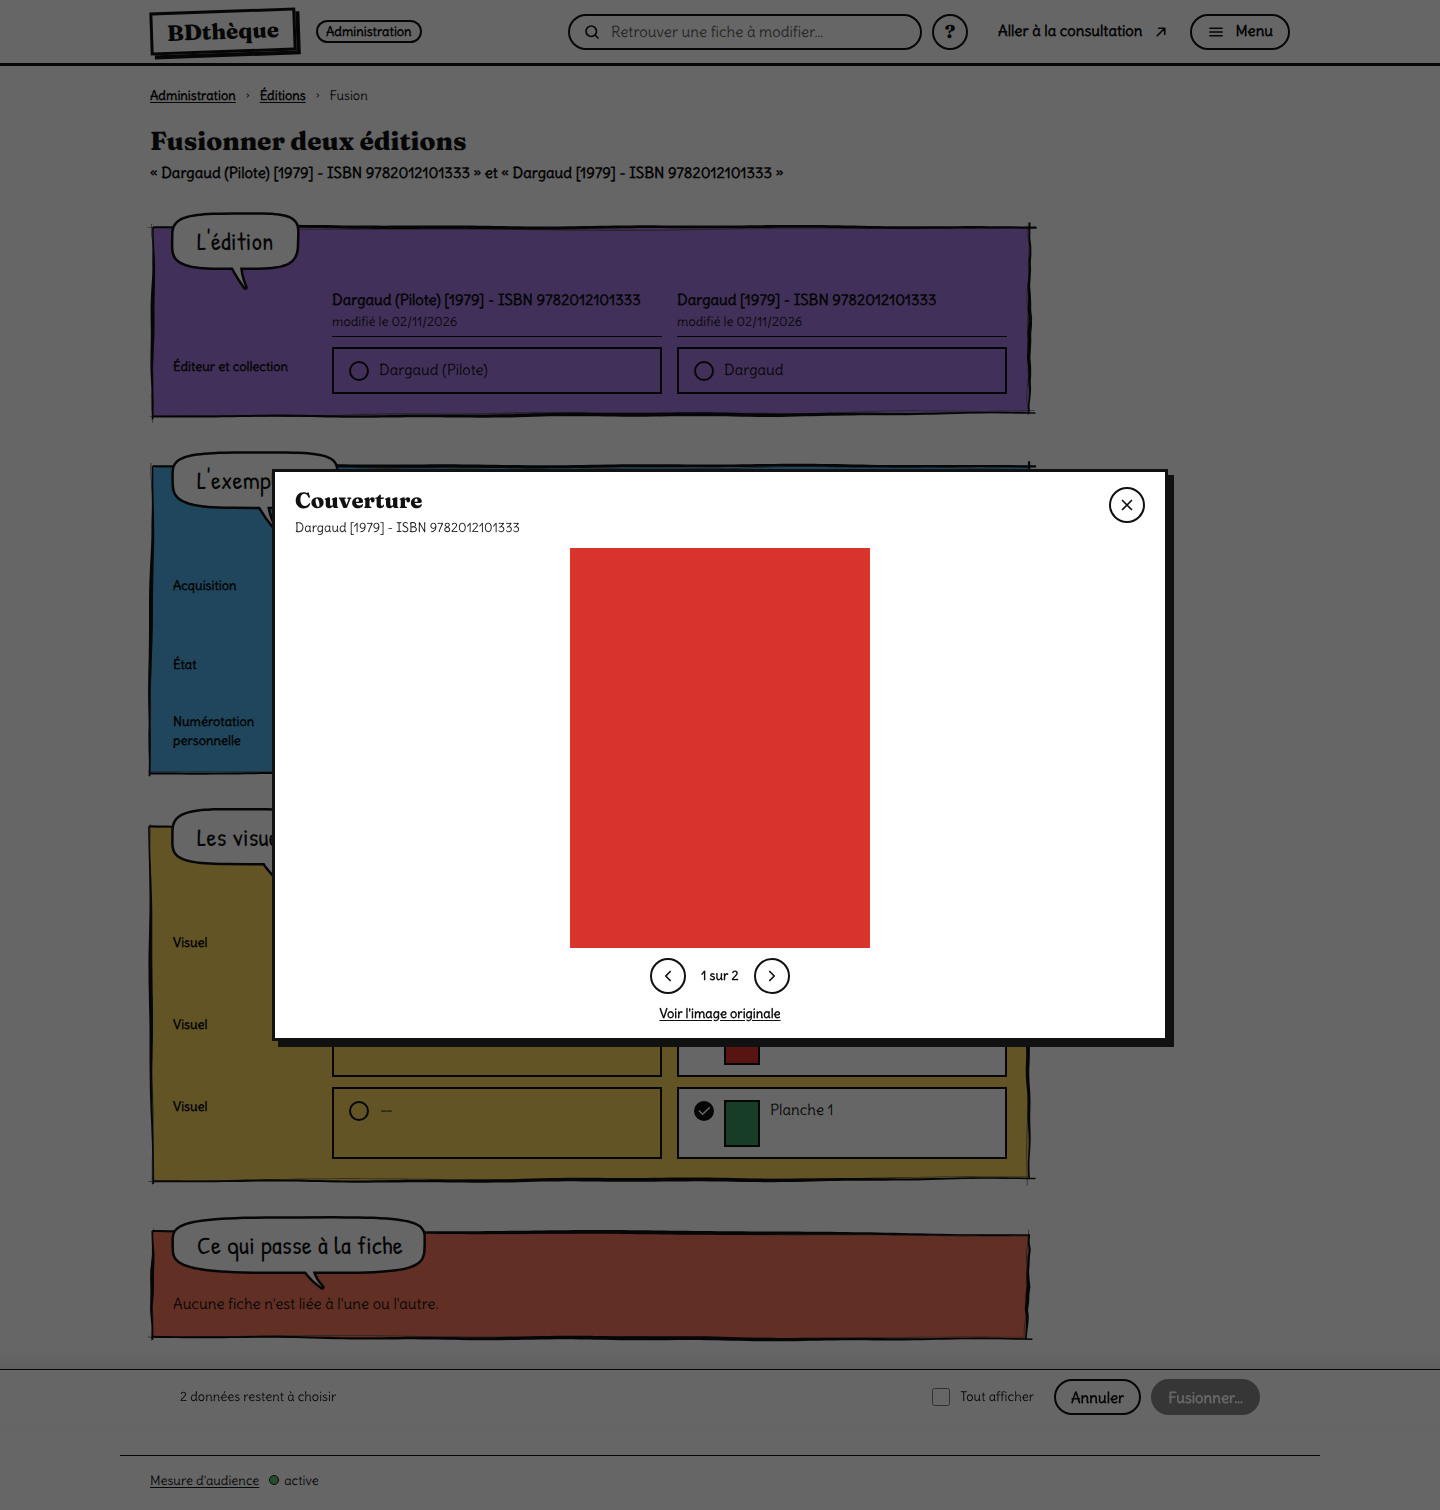 BDthèque
Administration
Retrouver une fiche à modifier...
?
Aller à la consultation
Menu
Administration › Éditions › Fusion
Fusionner deux éditions
« Dargaud (Pilote) [1979] - ISBN 9782012101333 » et « Dargaud [1979] - ISBN 9782012101333 »
L'édition
Dargaud (Pilote) [1979] - ISBN 9782012101333
modifié le 02/11/2026
Dargaud [1979] - ISBN 9782012101333
modifié le 02/11/2026
Éditeur et collection
Dargaud (Pilote)
Dargaud
Couverture
Dargaud [1979] - ISBN 9782012101333
Acquisition
État
Numérotation
personnelle
Visuel
1 sur 2
Voir l'image originale
Visuel
Visuel
—
Planche 1
Ce qui passe à la fiche
Aucune fiche n'est liée à l'une ou l'autre.
2 données restent à choisir
Tout afficher
Annuler
Fusionner...
Mesure d'audience
active